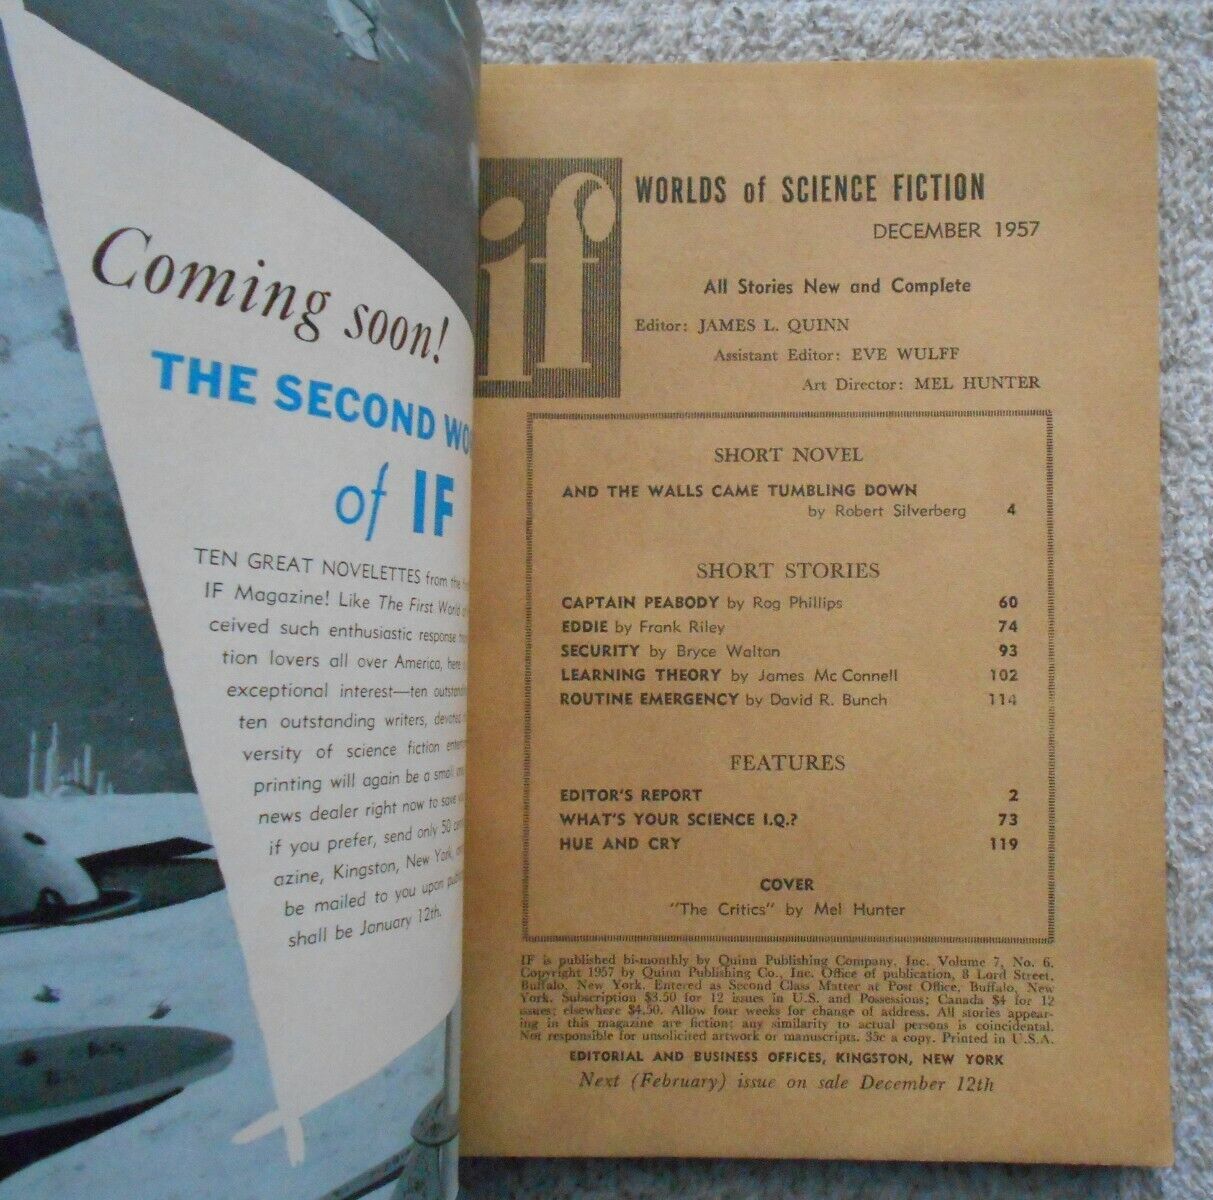 Coming soon!
THE SECOND WO
of IF
TEN GREAT NOVELETTES from the
IF Magazine! Like The First World
ceived such enthusiastic response
tion lovers all over America, here
exceptional interest—ten outstand
ten outstanding writers, devoted
versity of science fiction entert
printing will again be a small
news dealer right now to save
if you prefer, send only 50 cen
azine, Kingston, New York,
be mailed to you upon pub
shall be January 12th.
if
WORLDS of SCIENCE FICTION
DECEMBER 1957
All Stories New and Complete
Editor: JAMES L. QUINN
Assistant Editor: EVE WULFF
Art Director: MEL HUNTER
SHORT NOVEL
AND THE WALLS CAME TUMBLING DOWN
by Robert Silverberg 4
SHORT STORIES
CAPTAIN PEABODY by Rog Phillips 60
EDDIE by Frank Riley 74
SECURITY by Bryce Walton 93
LEARNING THEORY by James Mc Connell 102
ROUTINE EMERGENCY by David R. Bunch 114
FEATURES
EDITOR'S REPORT 2
WHAT'S YOUR SCIENCE I.Q.? 73
HUE AND CRY 119
COVER
"The Critics" by Mel Hunter
IF is published bi-monthly by Quinn Publishing Company, Inc. Volume 7, No. 6.
Copyright 1957 by Quinn Publishing Co., Inc. Office of publication, 8 Lord Street,
Buffalo, New York. Entered as Second Class Matter at Post Office, Buffalo, New
York. Subscription $3.50 for 12 issues in U.S. and Possessions; Canada $4 for 12
issues; elsewhere $4.50. Allow four weeks for change of address. All stories appear-
ing in this magazine are fiction; any similarity to actual persons is coincidental.
Not responsible for unsolicited artwork or manuscripts. 35c a copy. Printed in U.S.A.
EDITORIAL AND BUSINESS OFFICES, KINGSTON, NEW YORK
Next (February) issue on sale December 12th